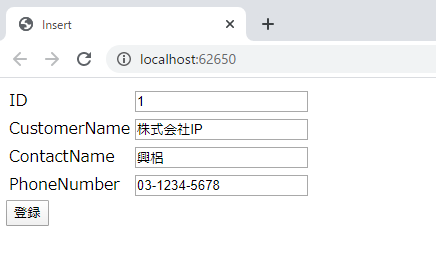 Insert
localhost:62650
ID 1
CustomerName 株式会社IP
ContactName 興梠
PhoneNumber 03-1234-5678
登録